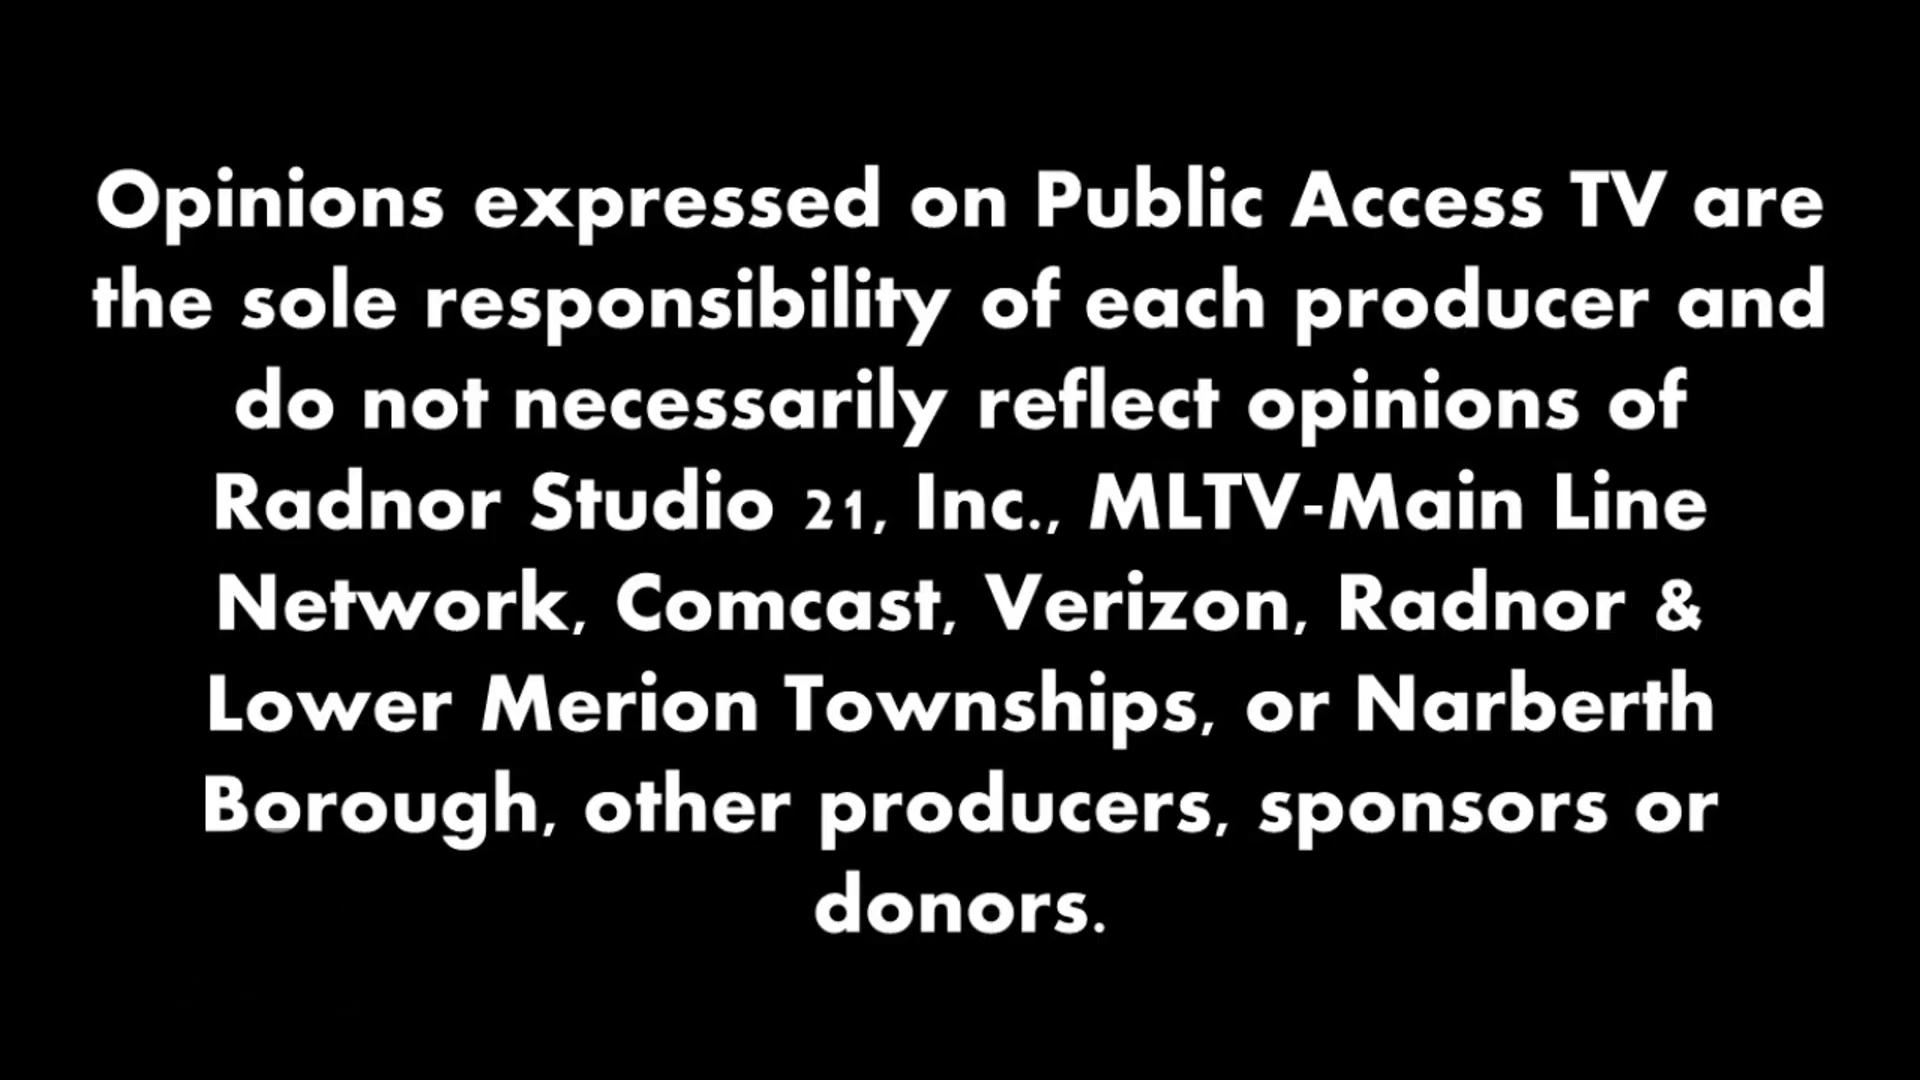 Opinions expressed on Public Access TV are
the sole responsibility of each producer and
do not necessarily reflect opinions of
Radnor Studio 21, Inc., MLTV-Main Line
Network, Comcast, Verizon, Radnor &
Lower Merion Townships, or Narberth
Borough, other producers, sponsors or
donors.